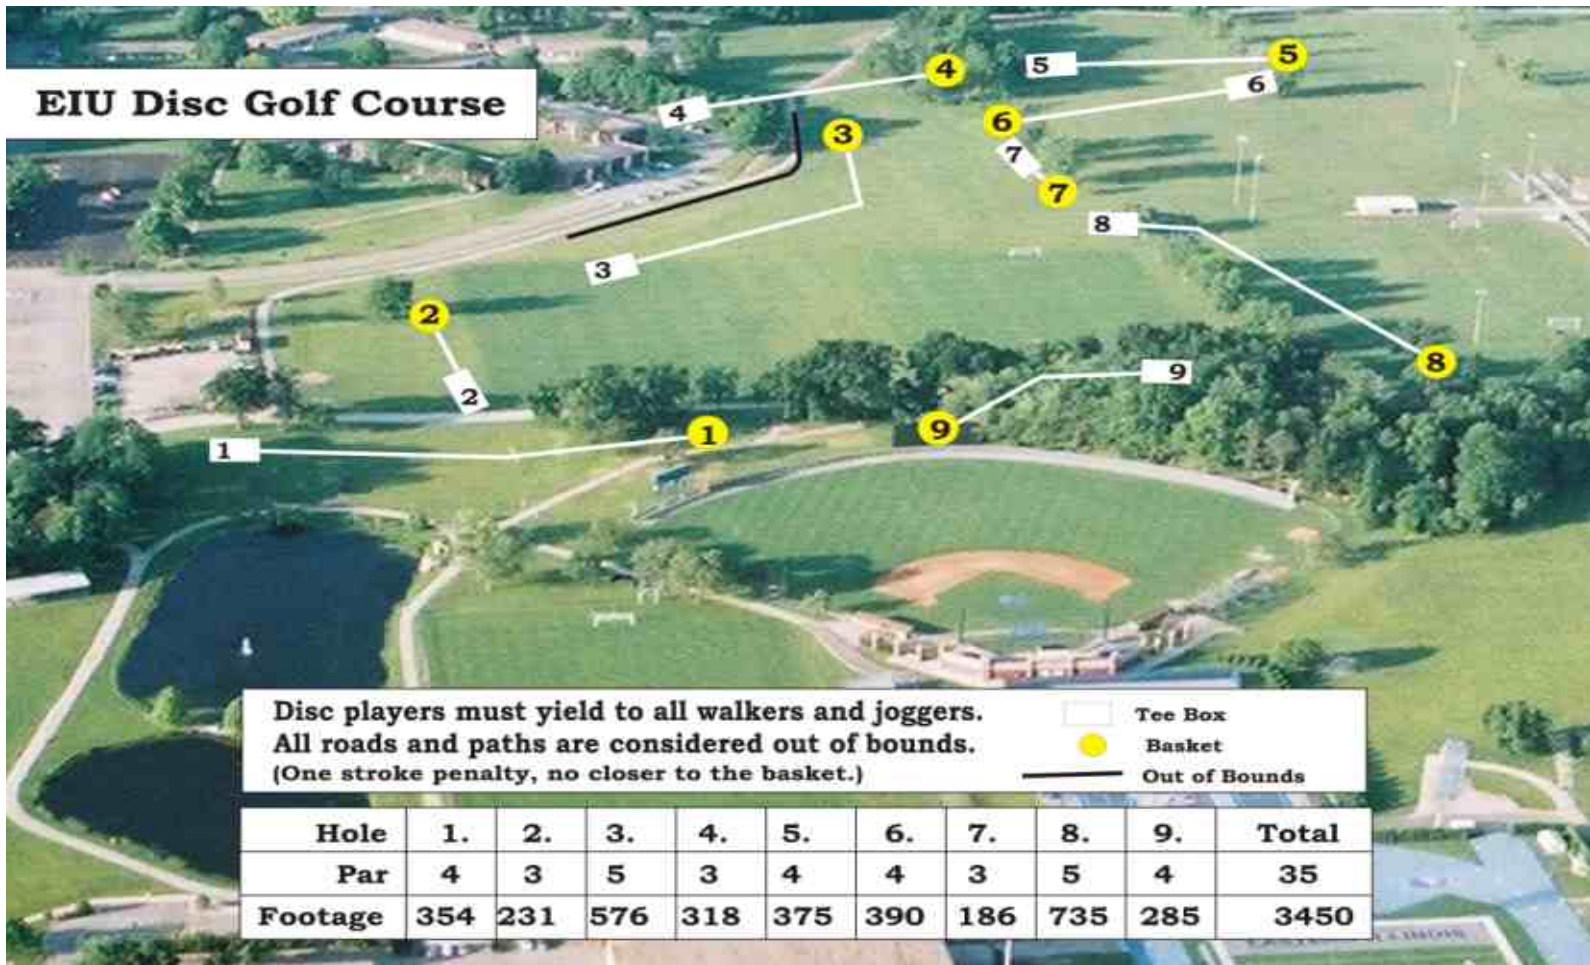 EIU Disc Golf Course
4 4 5 5
6
3 6
7
7
8
3
2
8
9
2
1 1 9
Disc players must yield to all walkers and joggers.
All roads and paths are considered out of bounds.
(One stroke penalty, no closer to the basket.)
Tee Box
Basket
Out of Bounds
Hole 1. 2. 3. 4. 5. 6. 7. 8. 9. Total
Par 4 3 5 3 4 4 3 5 4 35
Footage 354 231 576 318 375 390 186 735 285 3450